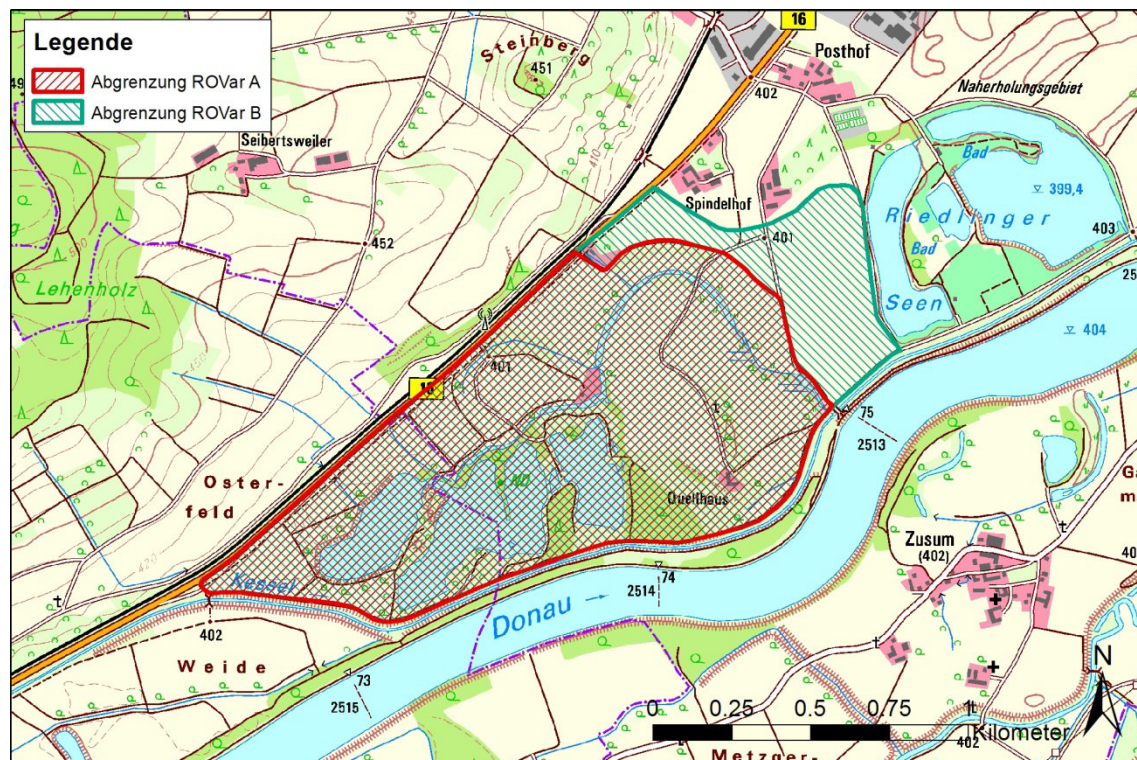 Legende
Abgrenzung ROVar A
Abgrenzung ROVar B
16
Steinberg
451
Posthof
402
Naherholungsgebiet
Seibertsweiler
Bad
399,4
Spindelhof
Riedlinger
403
452
401
Bad
Lehenholz
Seen
404
401
75
2513
ND
Oster-
feld
Quellhaus
Zusum
(402)
Kessel
74
2514
Donau
402
Weide
N
73
2515
0 0.25 0.5 0.75 1
Kilometer
402
Metzger-